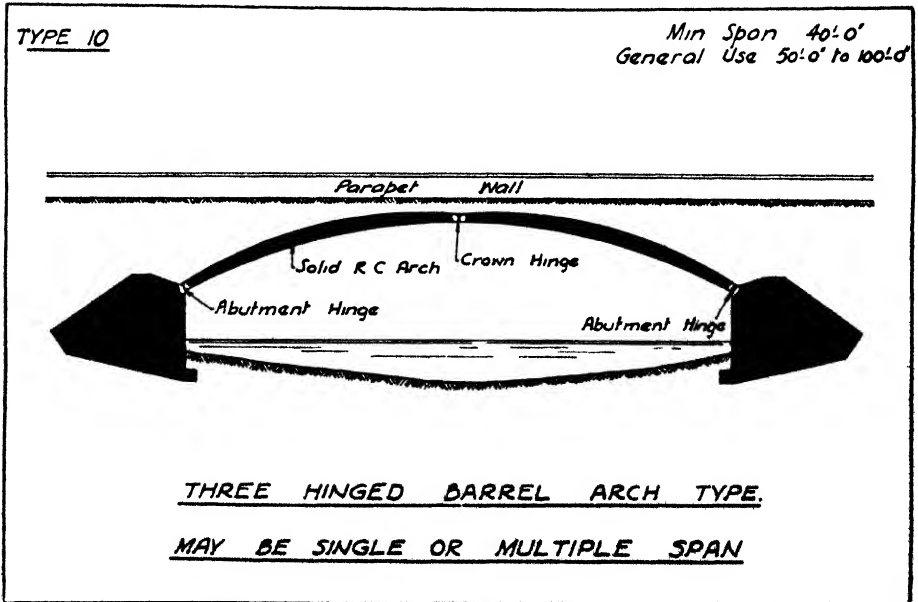 TYPE 10
Min Span 40'-0"
General Use 50'-0" to 100'-0"
Parapet Wall
Solid R C Arch
Crown Hinge
Abutment Hinge
Abutment Hinge
THREE HINGED BARREL ARCH TYPE.
MAY BE SINGLE OR MULTIPLE SPAN